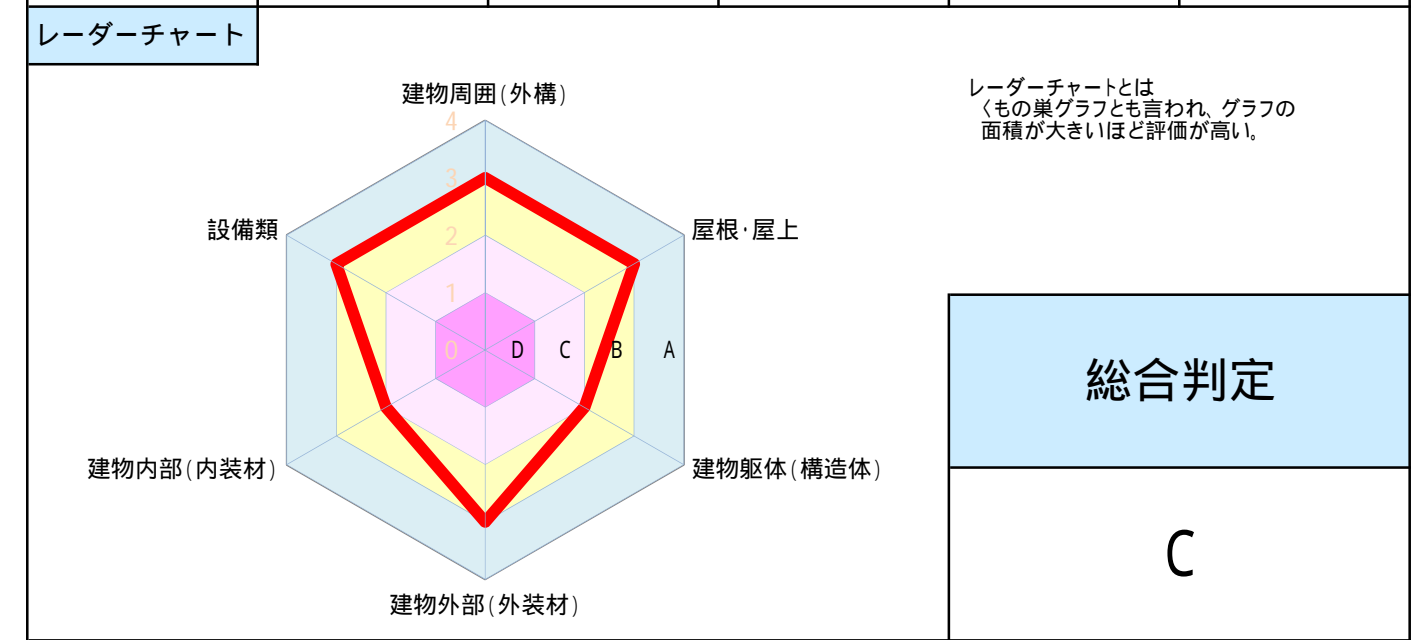 レーダーチャート
建物周囲(外構)
レーダーチャートとは
くもの巣グラフとも言われ、グラフの
面積が大きいほど評価が高い。
4
3
設備類
2
屋根・屋上
1
0 D C B A
総合判定
建物内部(内装材)
建物躯体(構造体)
C
建物外部(外装材)